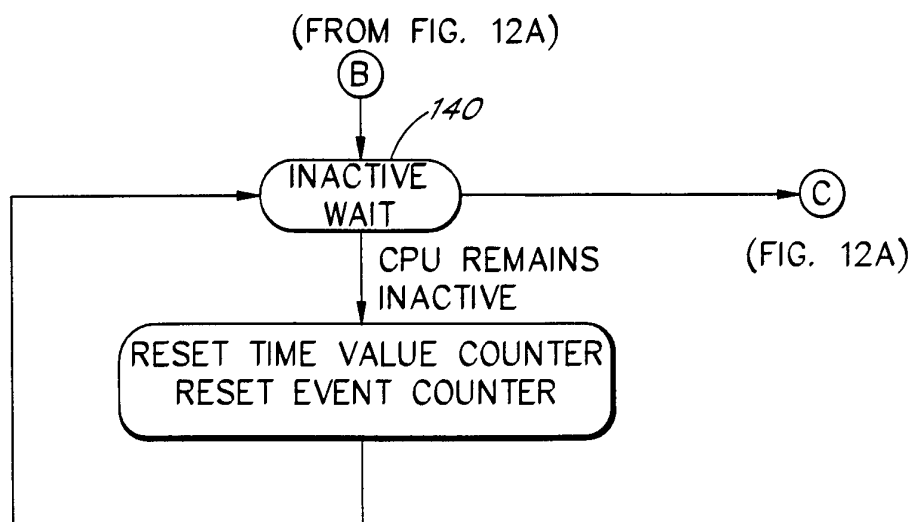 (FROM FIG. 12A)
B
140
INACTIVE
WAIT
C
(FIG. 12A)
CPU REMAINS
INACTIVE
RESET TIME VALUE COUNTER
RESET EVENT COUNTER